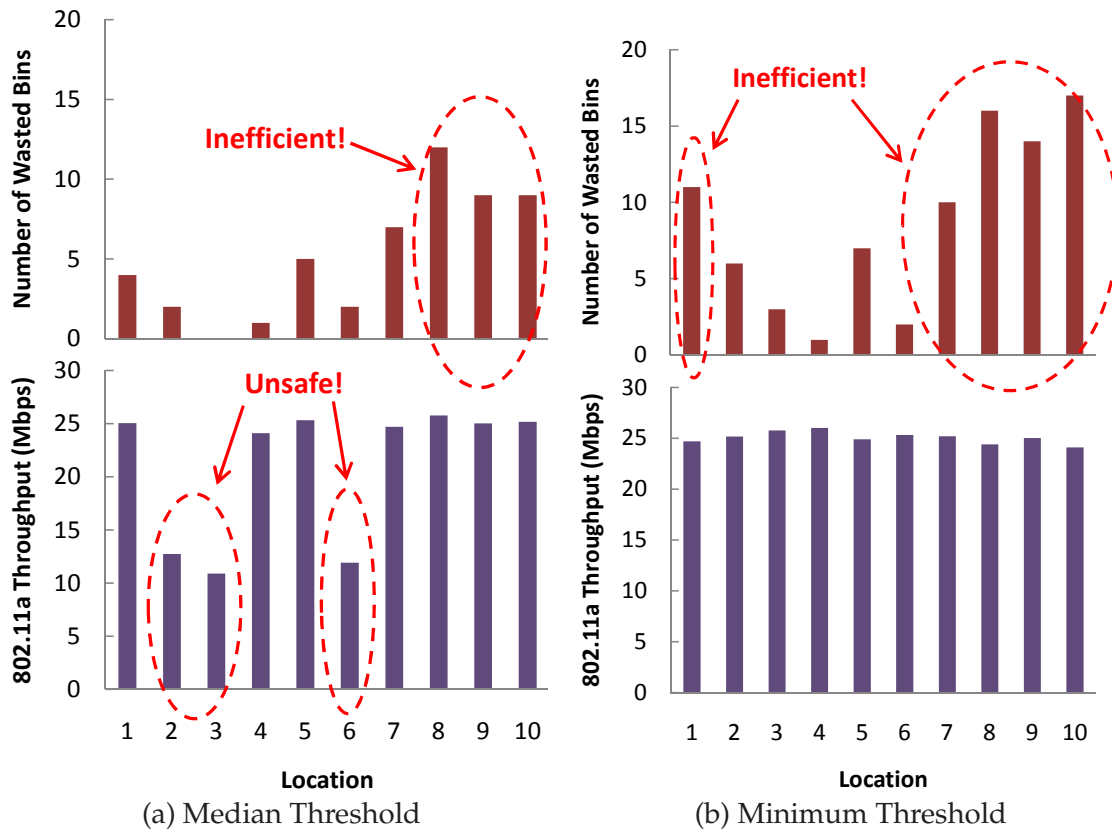 Number of Wasted Bins
20
15
10
5
0
Inefficient!
802.11a Throughput (Mbps)
30
25
20
15
10
5
0
Unsafe!
1 2 3 4 5 6 7 8 9 10
Location
(a) Median Threshold
Number of Wasted Bins
20
15
10
5
0
Inefficient!
802.11a Throughput (Mbps)
30
25
20
15
10
5
0
1 2 3 4 5 6 7 8 9 10
Location
(b) Minimum Threshold